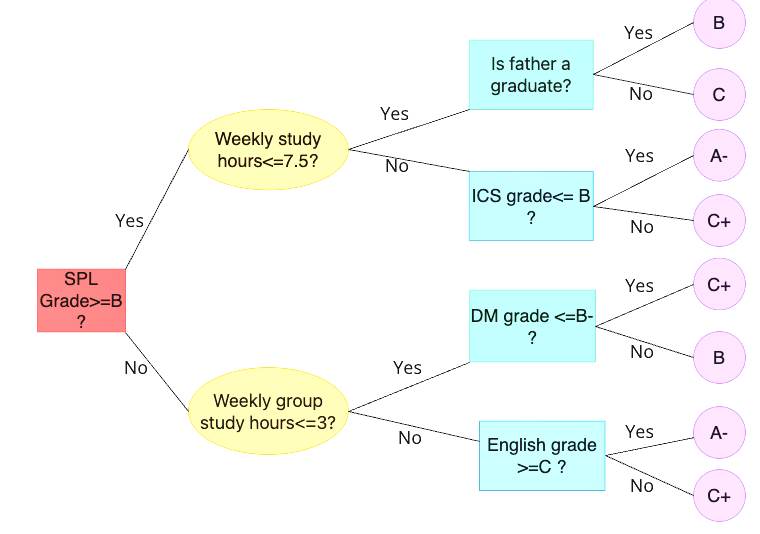 B
Yes
Is father a
graduate?
No
C
Yes
Weekly study
hours<=7.5?
No
Yes
A-
ICS grade<= B
?
No
C+
Yes
SPL
Grade>=B
?
No
Yes
C+
DM grade <=B-
?
No
B
Yes
Weekly group
study hours<=3?
No
Yes
A-
English grade
>=C ?
No
C+